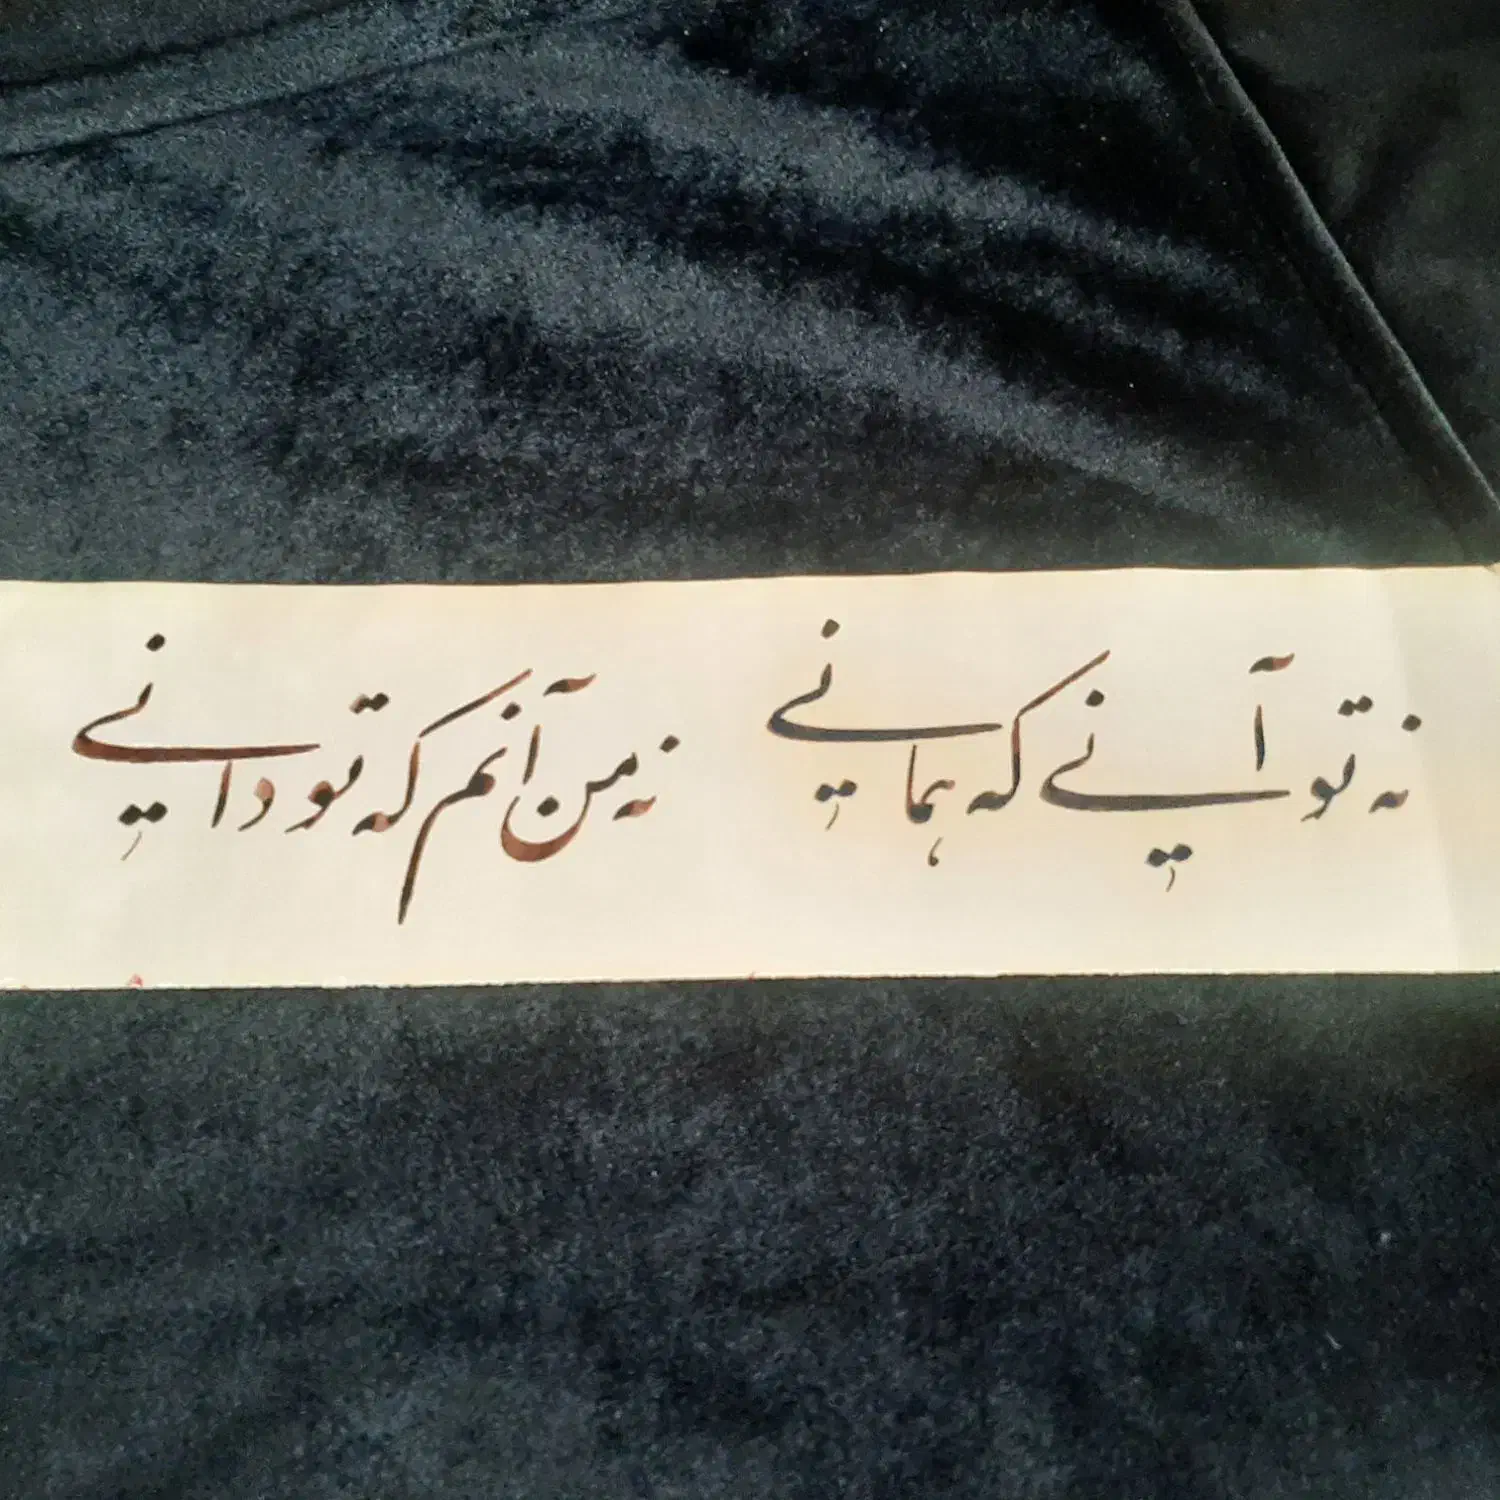 نه تو آنی که همانی نه من آنم که تو دانی